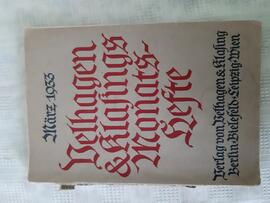 März 1933
Velhagen
& Klasings
Monats-
hefte
Verlag von Velhagen & Klasing
Berlin-Bielefeld-Leipzig-Wien